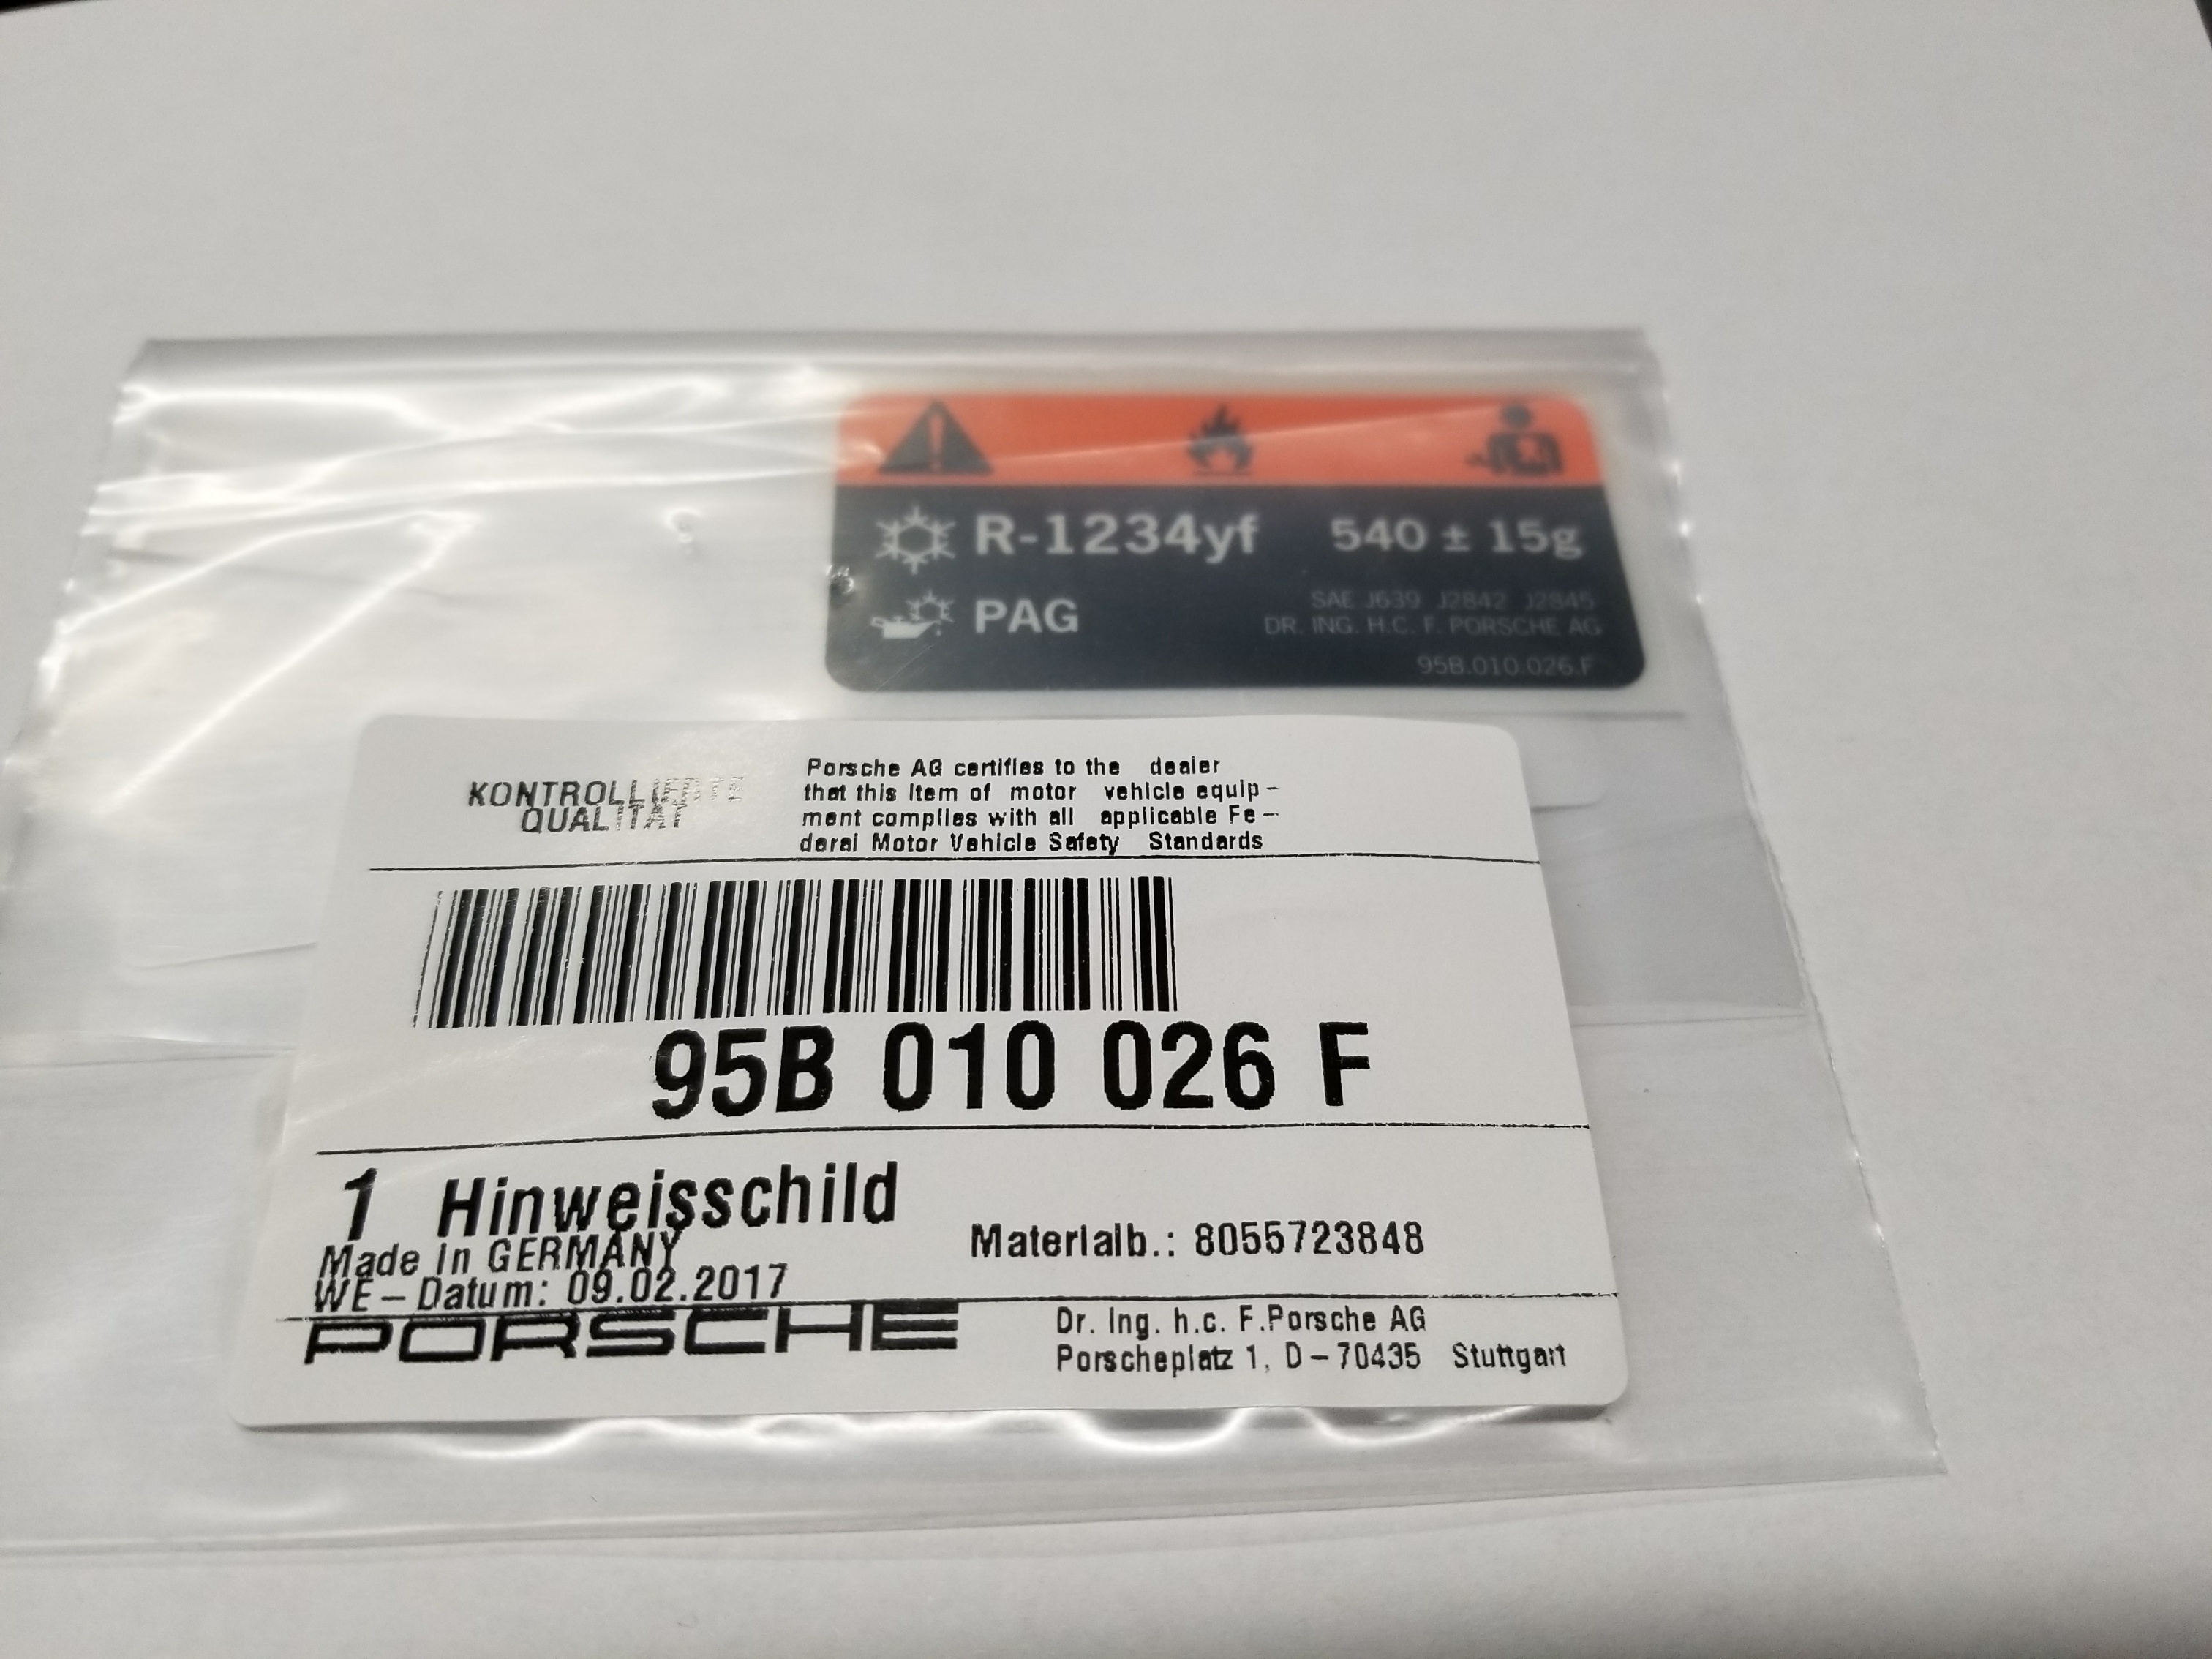 R-1234yf 540 ± 15g
PAG
SAE J639 J2842 J2845
DR. ING. H.C. F. PORSCHE AG
95B.010.026.F
KONTROLLIERTE
QUALITÄT
Porsche AG certifies to the dealer
that this item of motor vehicle equip-
ment complies with all applicable Fe-
deral Motor Vehicle Safety Standards
95B 010 026 F
1 Hinweisschild
Made in GERMANY
Materialb.: 8055723848
WE-Datum: 09.02.2017
PORSCHE
Dr. Ing. h.c. F.Porsche AG
Porscheplatz 1, D-70435 Stuttgart